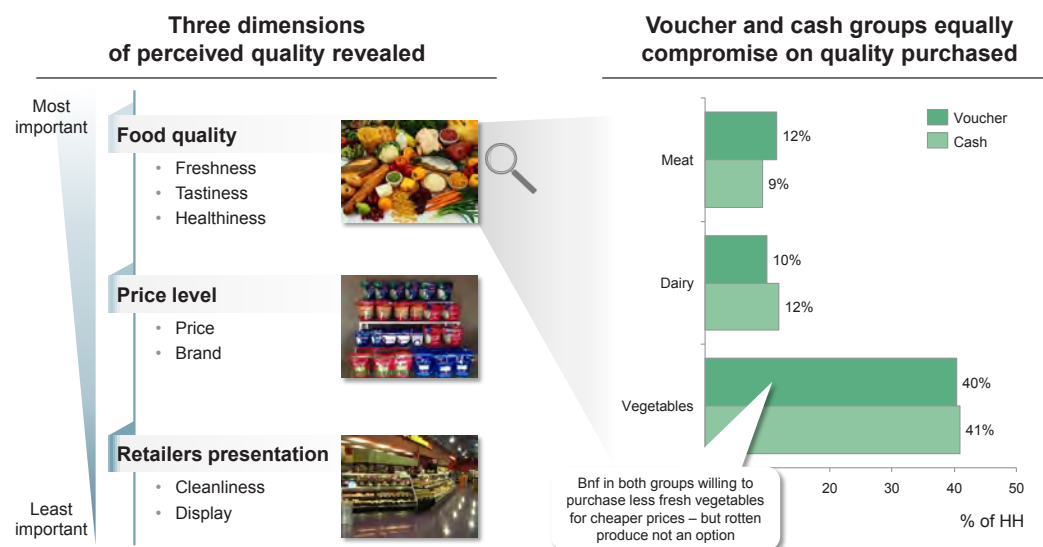 Three dimensions
of perceived quality revealed
Most
important
Food quality
• Freshness
• Tastiness
• Healthiness
Price level
• Price
• Brand
Retailers presentation
• Cleanliness
• Display
Least
important
Voucher and cash groups equally
compromise on quality purchased
Voucher
Cash
Meat
12%
9%
Dairy
10%
12%
Vegetables
40%
41%
Bnf in both groups willing to
purchase less fresh vegetables
for cheaper prices – but rotten
produce not an option
20 30 40 50
% of HH